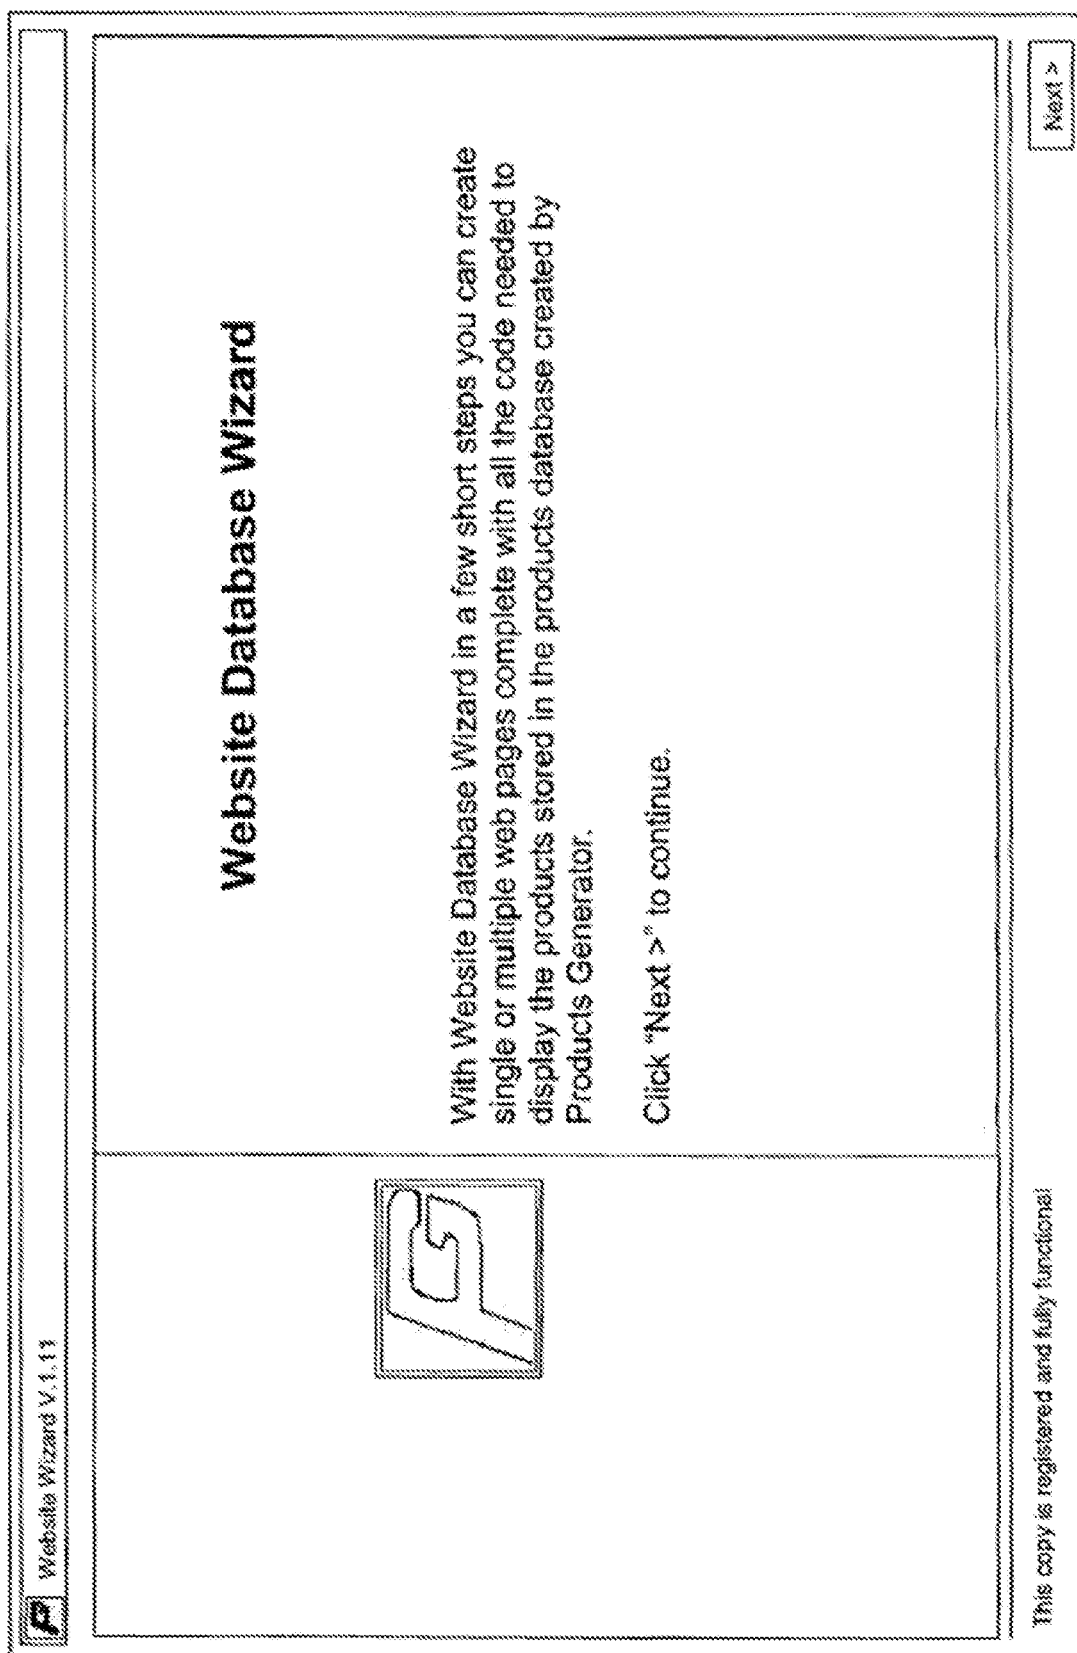 Website Wizard V.1.11
Website Database Wizard
With Website Database Wizard in a few short steps you can create
single or multiple web pages complete with all the code needed to
display the products stored in the products database created by
Products Generator.
Click "Next >" to continue.
This copy is registered and fully functional
Next >